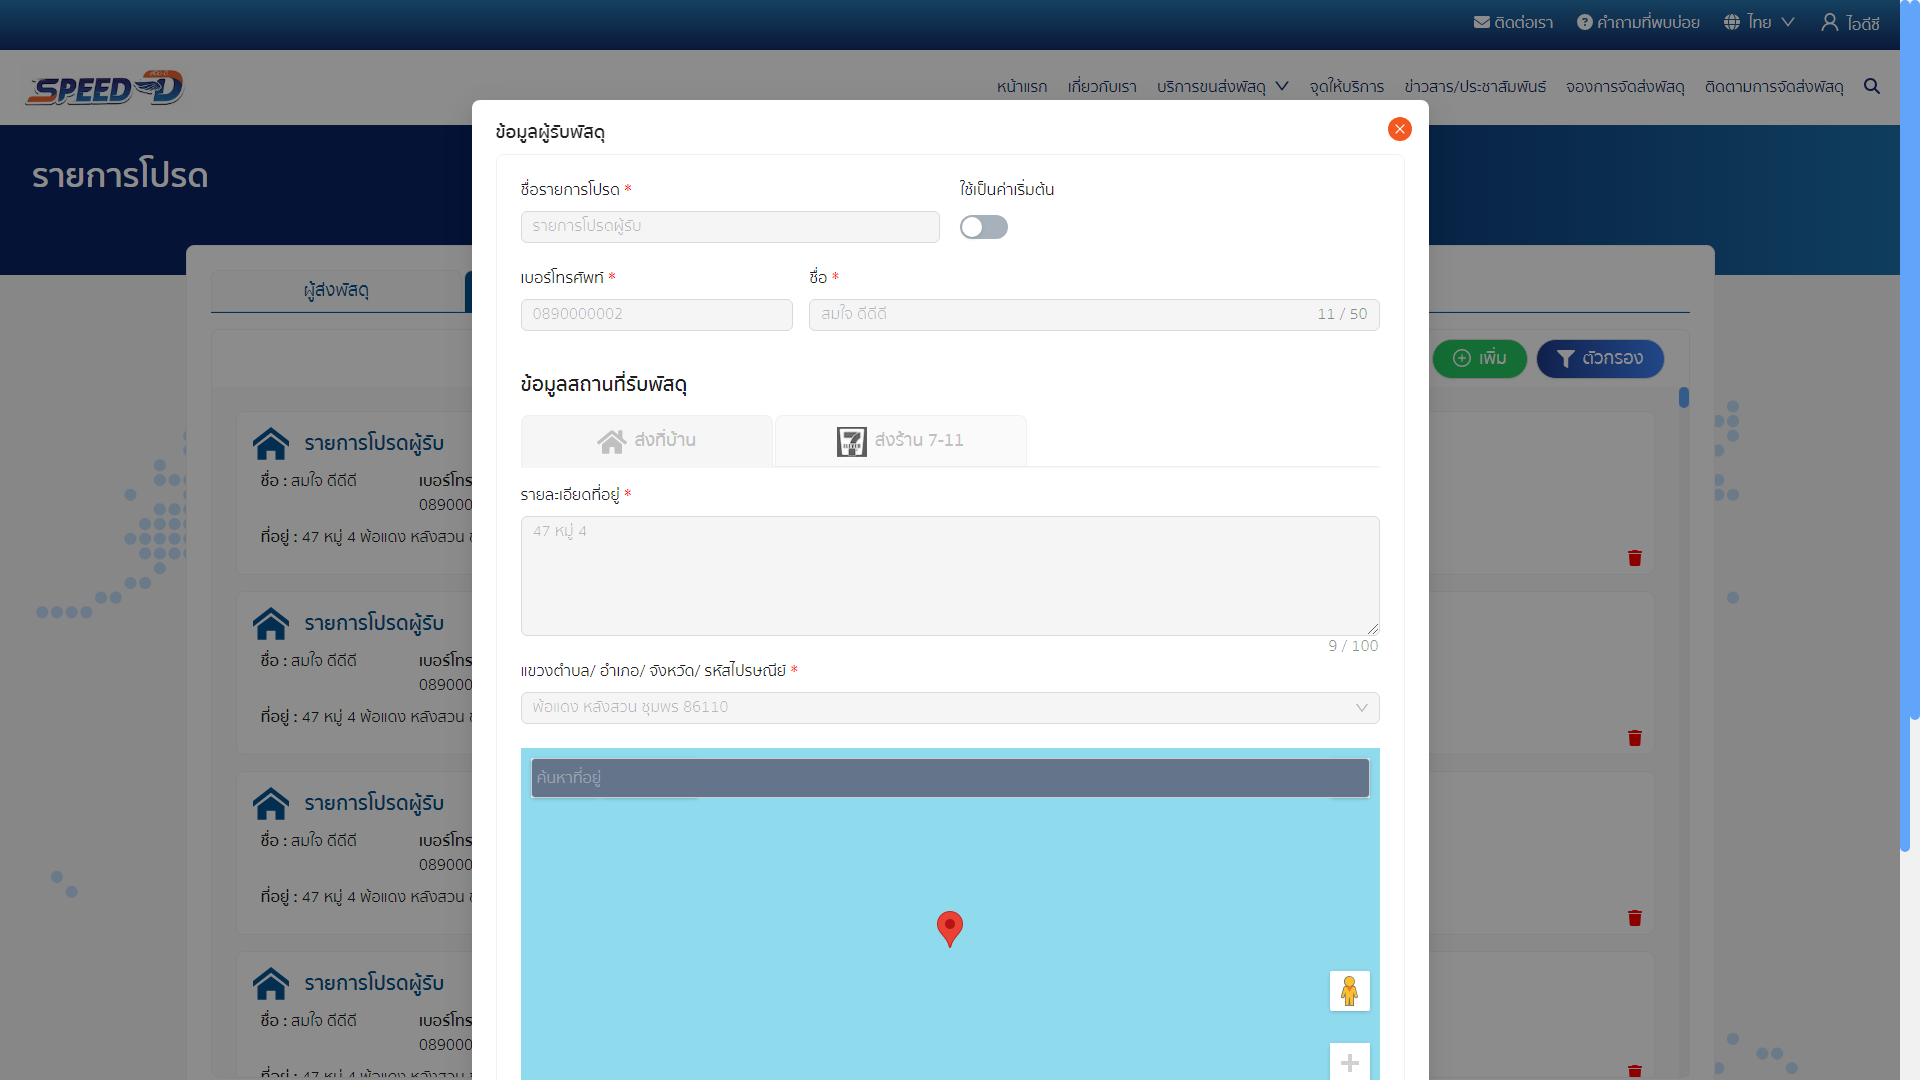 ติดต่อเรา คำถามที่พบบ่อย ไทย ไอดีซี
SPEED D
หน้าแรก เกี่ยวกับเรา บริการขนส่งพัสดุ จุดให้บริการ ข่าวสาร/ประชาสัมพันธ์ จองการจัดส่งพัสดุ ติดตามการจัดส่งพัสดุ
รายการโปรด
ผู้ส่งพัสดุ
เพิ่ม ตัวกรอง
รายการโปรดผู้รับ
ชื่อ : สมใจ ดีดีดี เบอร์โทร
089000
ที่อยู่ : 47 หมู่ 4 พ้อแดง หลังสวน
รายการโปรดผู้รับ
ชื่อ : สมใจ ดีดีดี เบอร์โทร
089000
ที่อยู่ : 47 หมู่ 4 พ้อแดง หลังสวน
รายการโปรดผู้รับ
ชื่อ : สมใจ ดีดีดี เบอร์โทร
089000
ที่อยู่ : 47 หมู่ 4 พ้อแดง หลังสวน
รายการโปรดผู้รับ
ชื่อ : สมใจ ดีดีดี เบอร์โทร
089000
ที่อยู่ : 47 หมู่ 4 พ้อแดง หลังสวน
ข้อมูลผู้รับพัสดุ
ชื่อรายการโปรด * ใช้เป็นค่าเริ่มต้น
รายการโปรดผู้รับ
เบอร์โทรศัพท์ * ชื่อ *
0890000002 สมใจ ดีดีดี 11 / 50
ข้อมูลสถานที่รับพัสดุ
ส่งที่บ้าน ส่งร้าน 7-11
รายละเอียดที่อยู่ *
47 หมู่ 4
9 / 100
แขวงตำบล/ อำเภอ/ จังหวัด/ รหัสไปรษณีย์ *
พ้อแดง หลังสวน ชุมพร 86110
ค้นหาที่อยู่